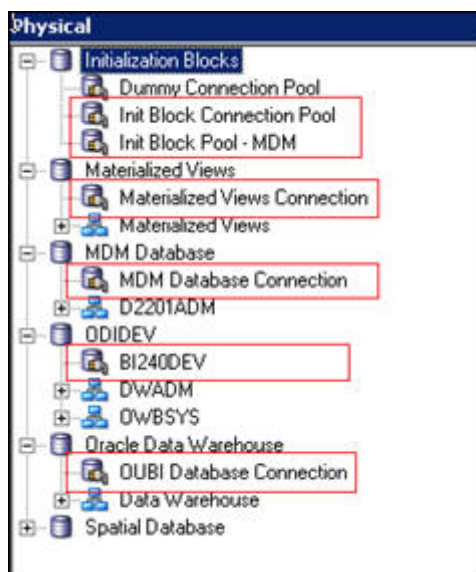 Physical
Initialization Blocks
Dummy Connection Pool
Init Block Connection Pool
Init Block Pool - MDM
Materialized Views
Materialized Views Connection
Materialized Views
MDM Database
MDM Database Connection
D2201ADM
ODIDEV
BI240DEV
DWADM
OWBSYS
Oracle Data Warehouse
OUBI Database Connection
Data Warehouse
Spatial Database